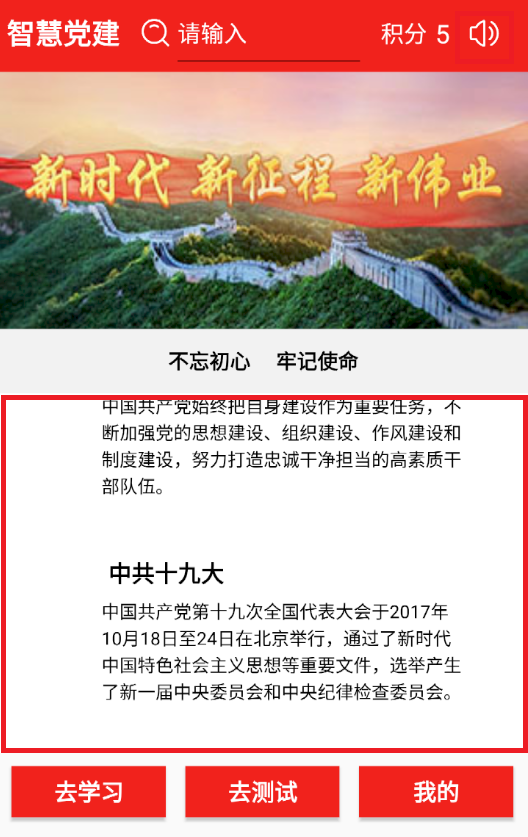 智慧党建 请输入 积分 5
新时代 新征程 新伟业
不忘初心 牢记使命
中国共产党始终把自身建设作为重要任务，不
断加强党的思想建设、组织建设、作风建设和
制度建设，努力打造忠诚干净担当的高素质干
部队伍。
中共十九大
中国共产党第十九次全国代表大会于2017年
10月18日至24日在北京举行，通过了新时代
中国特色社会主义思想等重要文件，选举产生
了新一届中央委员会和中央纪律检查委员会。
去学习 去测试 我的